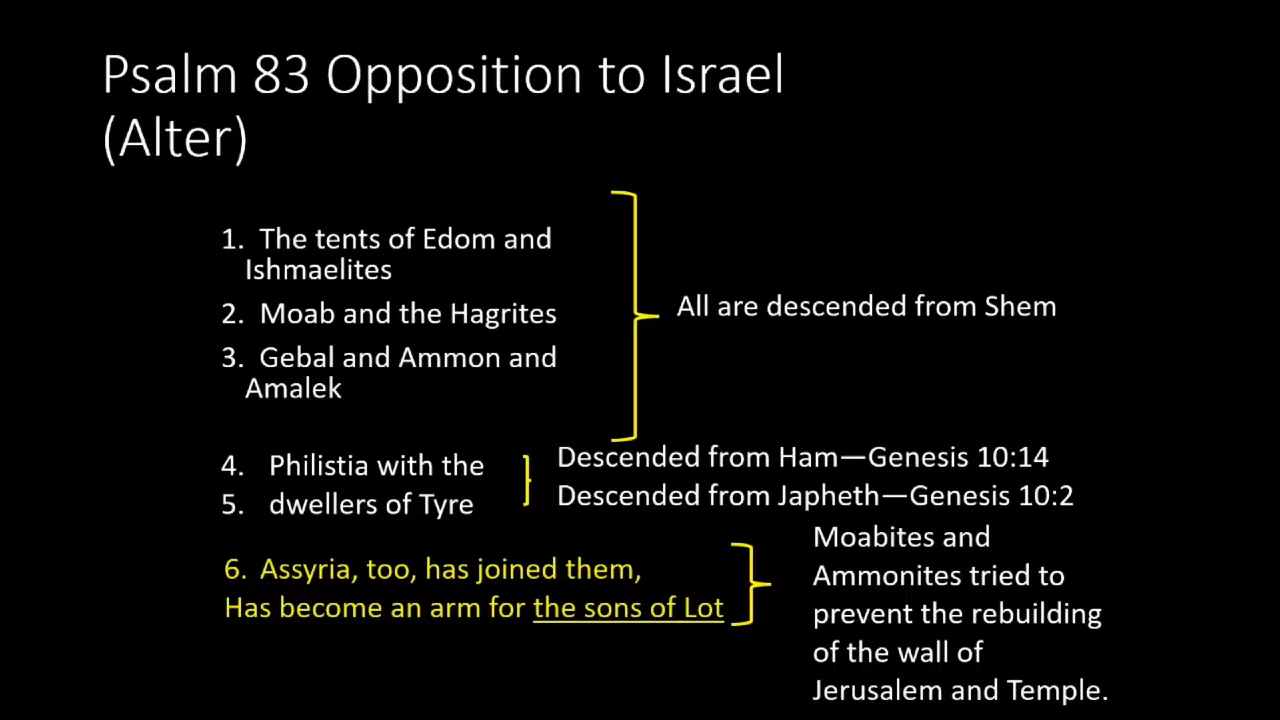 Psalm 83 Opposition to Israel
(Alter)
1. The tents of Edom and
Ishmaelites
2. Moab and the Hagrites
3. Gebal and Ammon and
Amalek
All are descended from Shem
4. Philistia with the
5. dwellers of Tyre
Descended from Ham—Genesis 10:14
Descended from Japheth—Genesis 10:2
6. Assyria, too, has joined them,
Has become an arm for the sons of Lot
Moabites and
Ammonites tried to
prevent the rebuilding
of the wall of
Jerusalem and Temple.